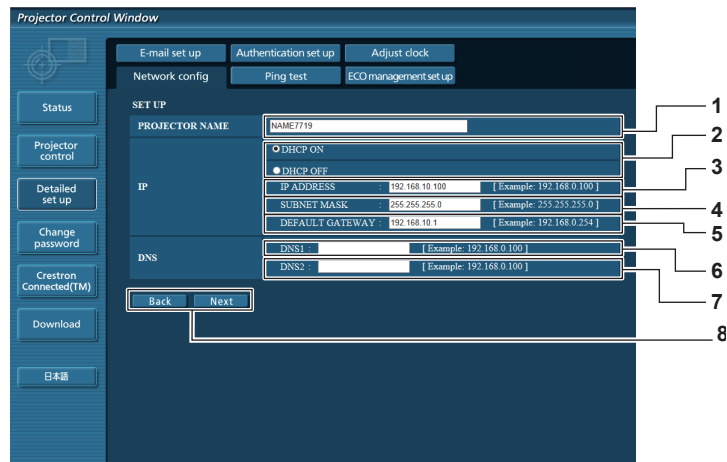 Projector Control Window
E-mail set up Authentication set up Adjust clock
Network config Ping test ECO management set up
Status
Projector control
Detailed set up
Change password
Crestron Connected(TM)
Download
日本語
SET UP
PROJECTOR NAME NAME7719
IP
DHCP ON
DHCP OFF
IP ADDRESS : 192.168.10.100 [ Example: 192.168.0.100 ]
SUBNET MASK : 255.255.255.0 [ Example: 255.255.255.0 ]
DEFAULT GATEWAY : 192.168.10.1 [ Example: 192.168.0.254 ]
DNS
DNS1 : [ Example: 192.168.0.100 ]
DNS2 : [ Example: 192.168.0.100 ]
Back Next
1
2
3
4
5
6
7
8